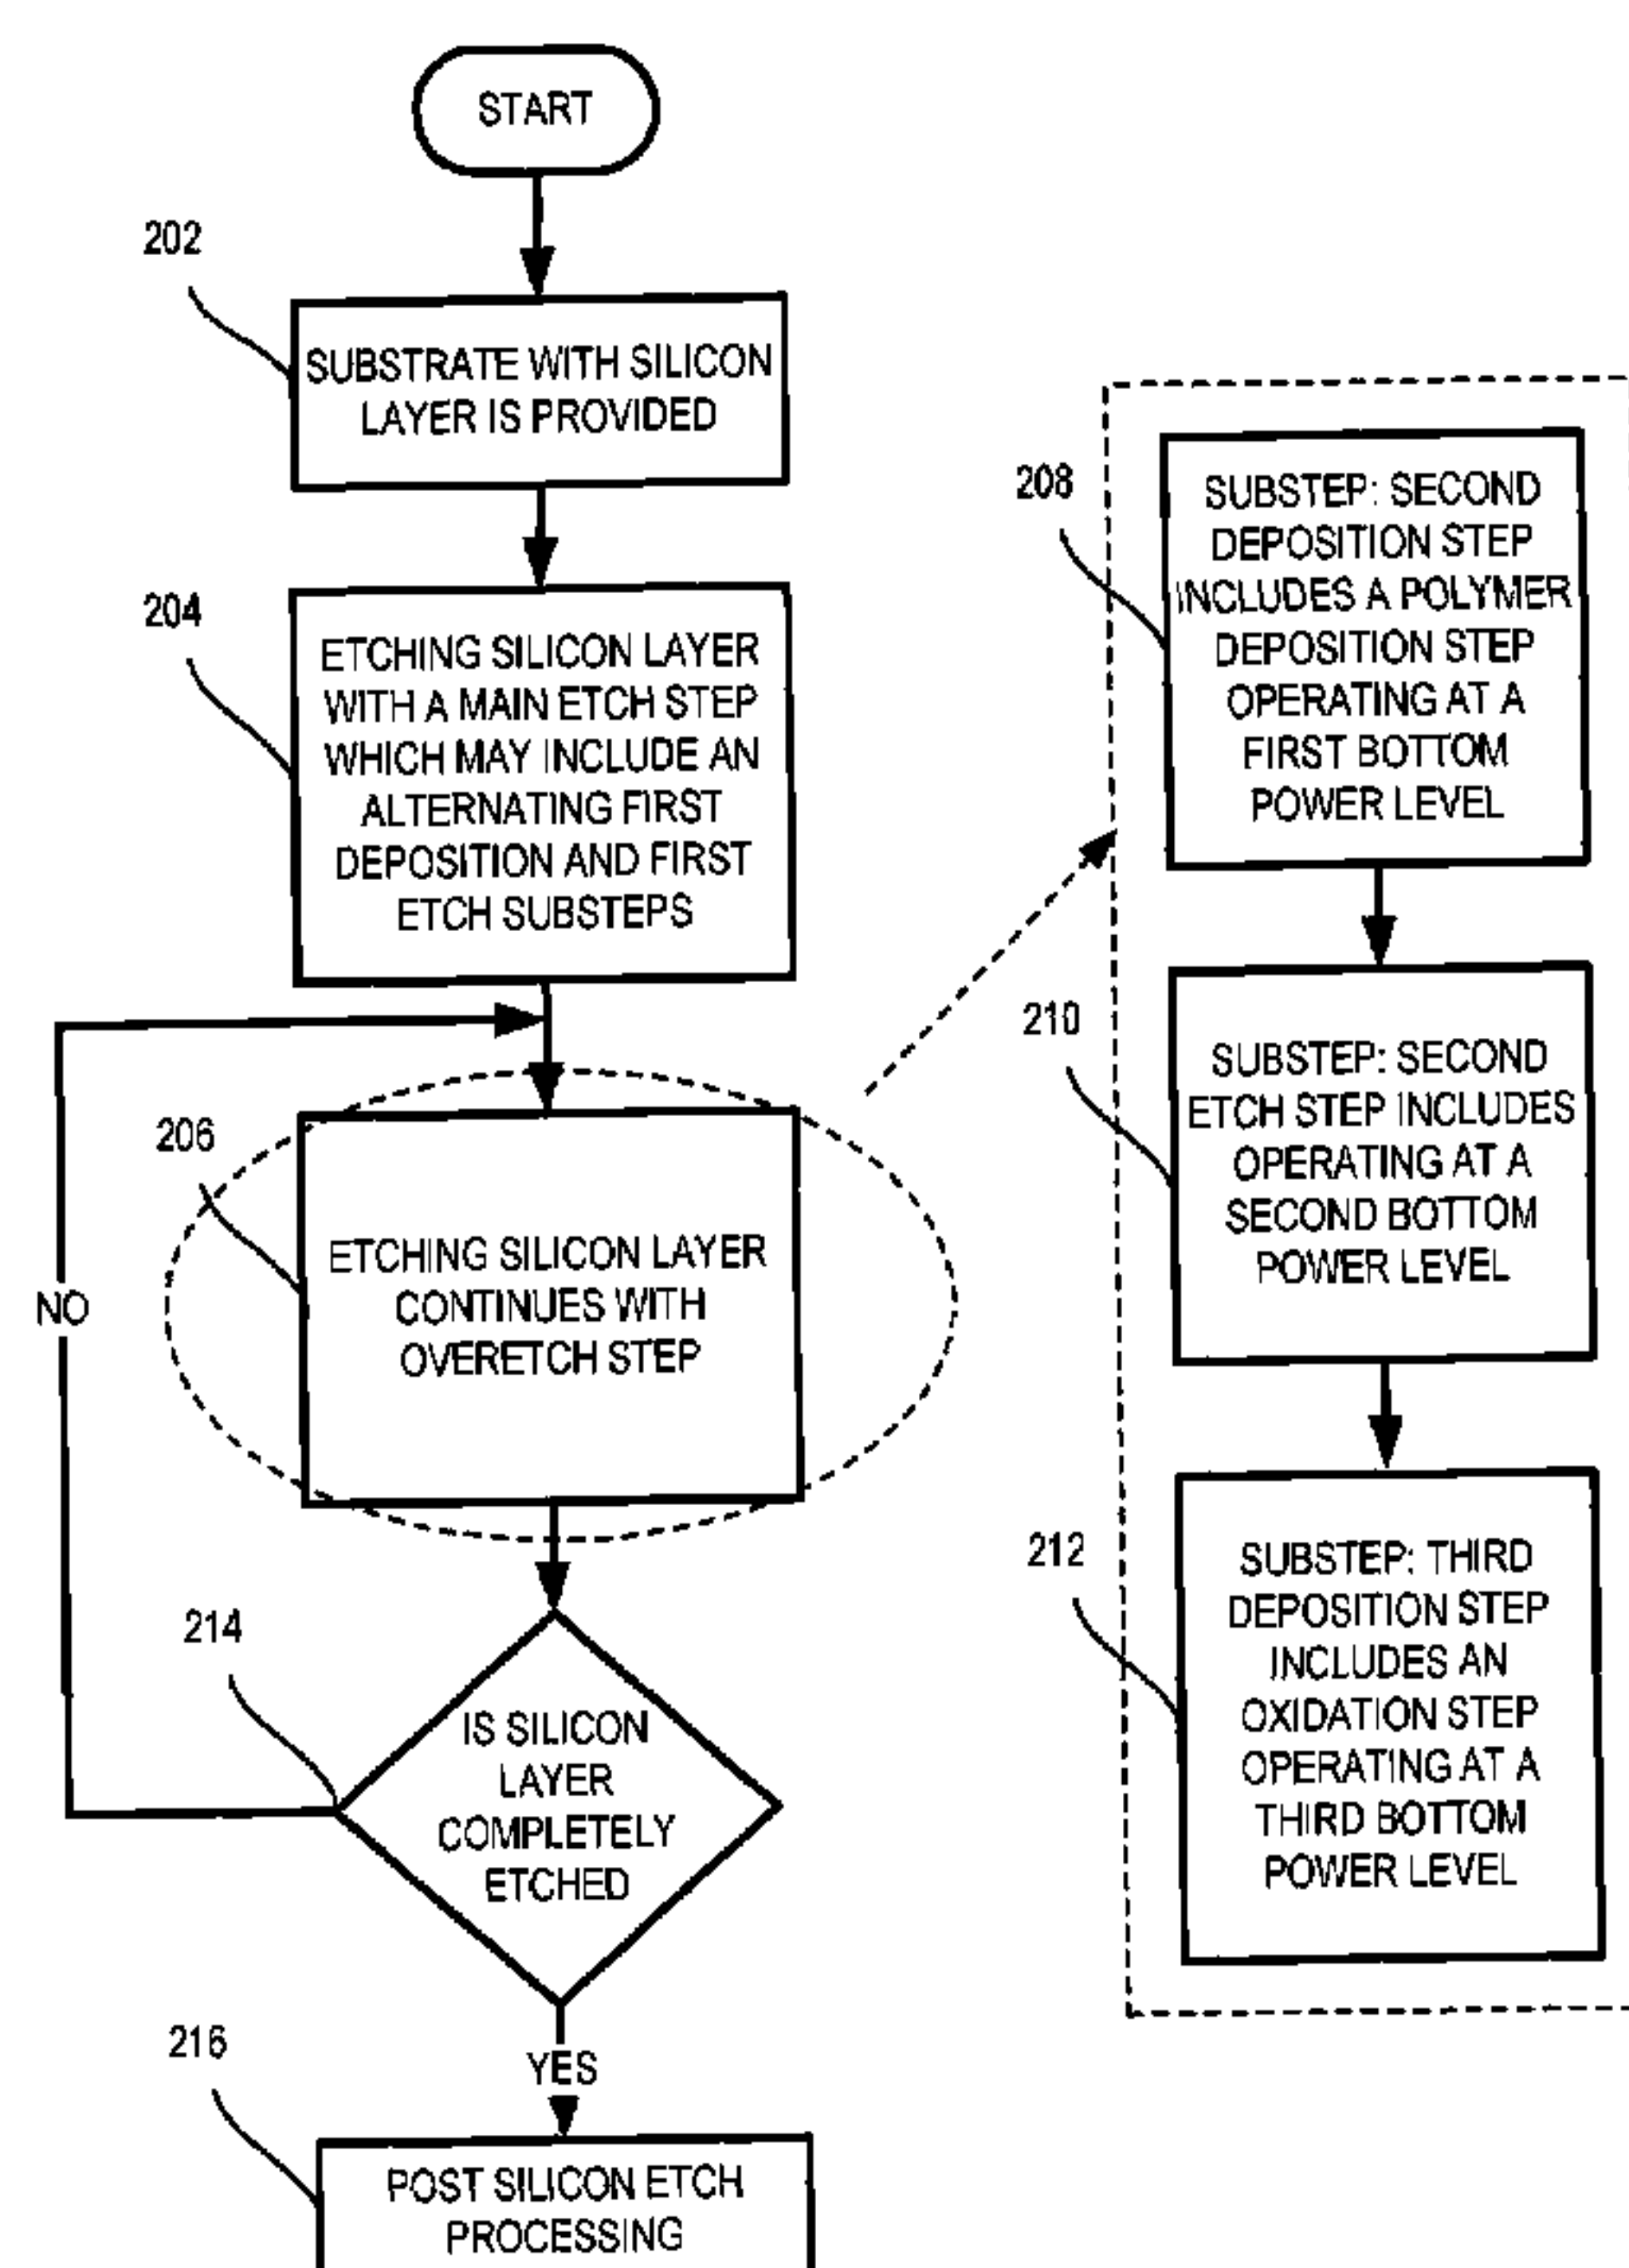 START
202
SUBSTRATE WITH SILICON
LAYER IS PROVIDED
204
ETCHING SILICON LAYER
WITH A MAIN ETCH STEP
WHICH MAY INCLUDE AN
ALTERNATING FIRST
DEPOSITION AND FIRST
ETCH SUBSTEPS
206
ETCHING SILICON LAYER
CONTINUES WITH
OVERETCH STEP
NO
214
IS SILICON
LAYER
COMPLETELY
ETCHED
YES
216
POST SILICON ETCH
PROCESSING
208
SUBSTEP: SECOND
DEPOSITION STEP
INCLUDES A POLYMER
DEPOSITION STEP
OPERATING AT A
FIRST BOTTOM
POWER LEVEL
210
SUBSTEP: SECOND
ETCH STEP INCLUDES
OPERATING AT A
SECOND BOTTOM
POWER LEVEL
212
SUBSTEP: THIRD
DEPOSITION STEP
INCLUDES AN
OXIDATION STEP
OPERATING AT A
THIRD BOTTOM
POWER LEVEL